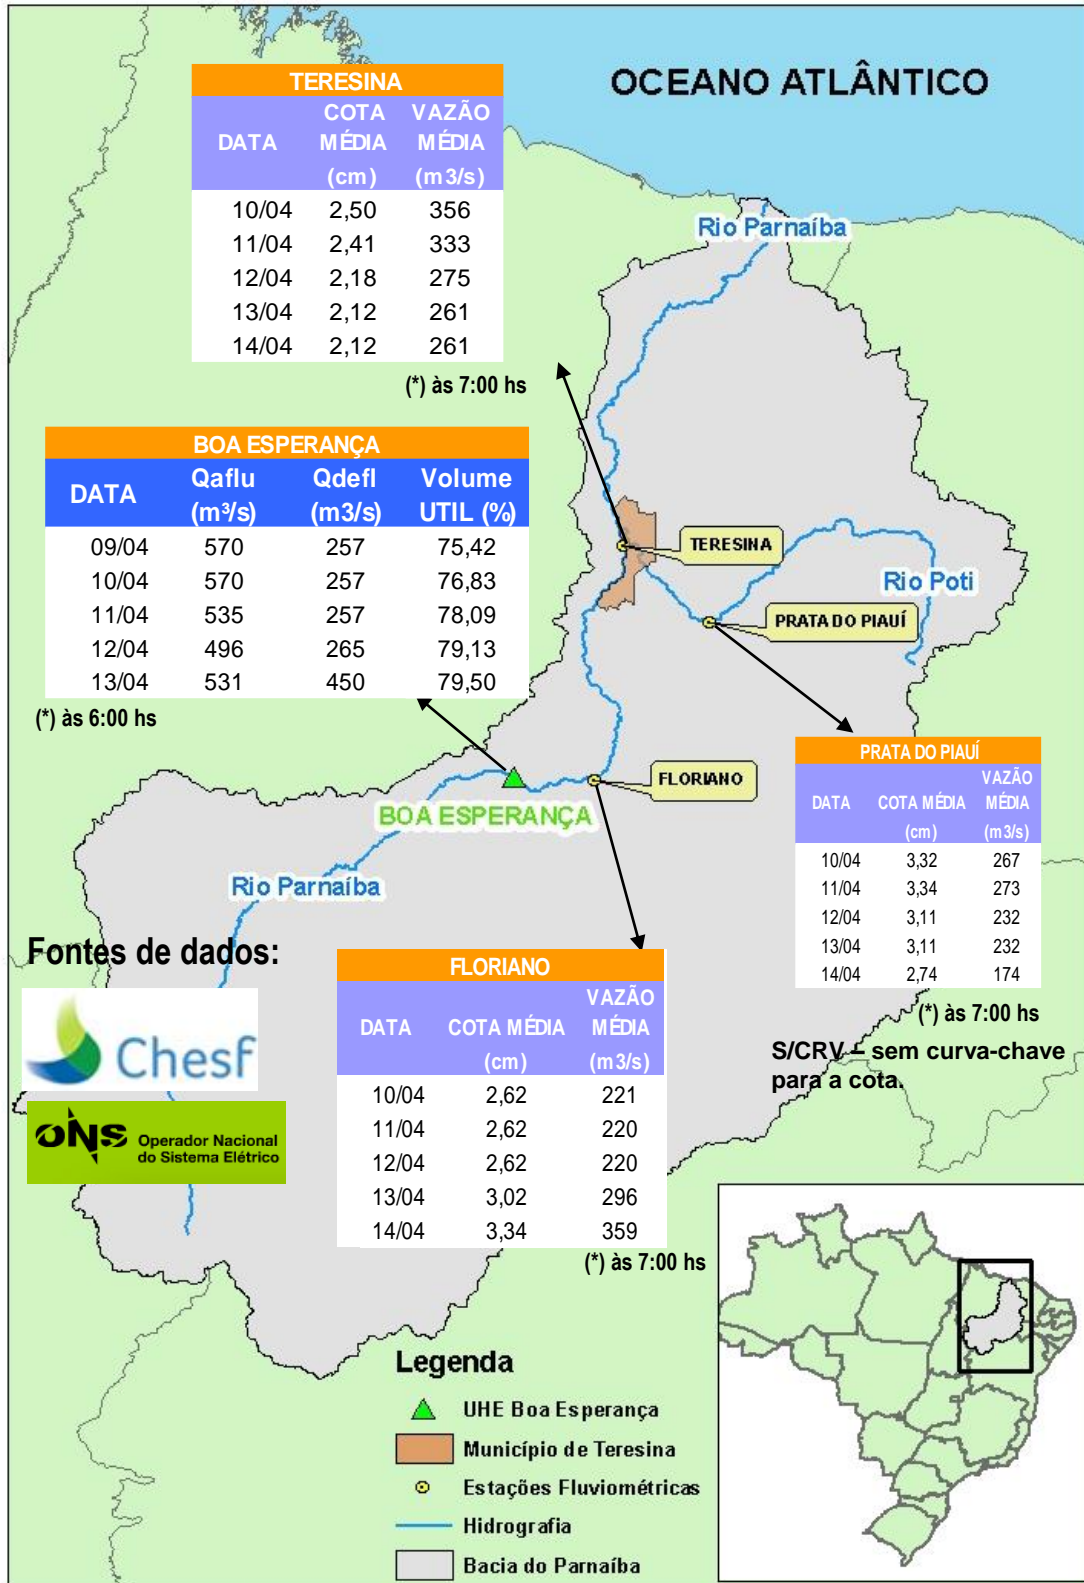 OCEANO ATLÂNTICO
TERESINA
DATA COTA MÉDIA (cm) VAZÃO MÉDIA (m3/s)
10/04 2,50 356
11/04 2,41 333
12/04 2,18 275
13/04 2,12 261
14/04 2,12 261
(*) às 7:00 hs
Rio Parnaíba
BOA ESPERANÇA
DATA Qaflu (m³/s) Qdefl (m3/s) Volume UTIL (%)
09/04 570 257 75,42
10/04 570 257 76,83
11/04 535 257 78,09
12/04 496 265 79,13
13/04 531 450 79,50
(*) às 6:00 hs
TERESINA
Rio Poti
PRATA DO PIAUÍ
FLORIANO
BOA ESPERANÇA
Rio Parnaíba
PRATA DO PIAUÍ
DATA COTA MÉDIA (cm) VAZÃO MÉDIA (m3/s)
10/04 3,32 267
11/04 3,34 273
12/04 3,11 232
13/04 3,11 232
14/04 2,74 174
(*) às 7:00 hs
S/CRV – sem curva-chave
para a cota.
Fontes de dados:
Chesf
ONS Operador Nacional
do Sistema Elétrico
FLORIANO
DATA COTA MÉDIA (cm) VAZÃO MÉDIA (m3/s)
10/04 2,62 221
11/04 2,62 220
12/04 2,62 220
13/04 3,02 296
14/04 3,34 359
(*) às 7:00 hs
Legenda
UHE Boa Esperança
Município de Teresina
Estações Fluviométricas
Hidrografia
Bacia do Parnaíba